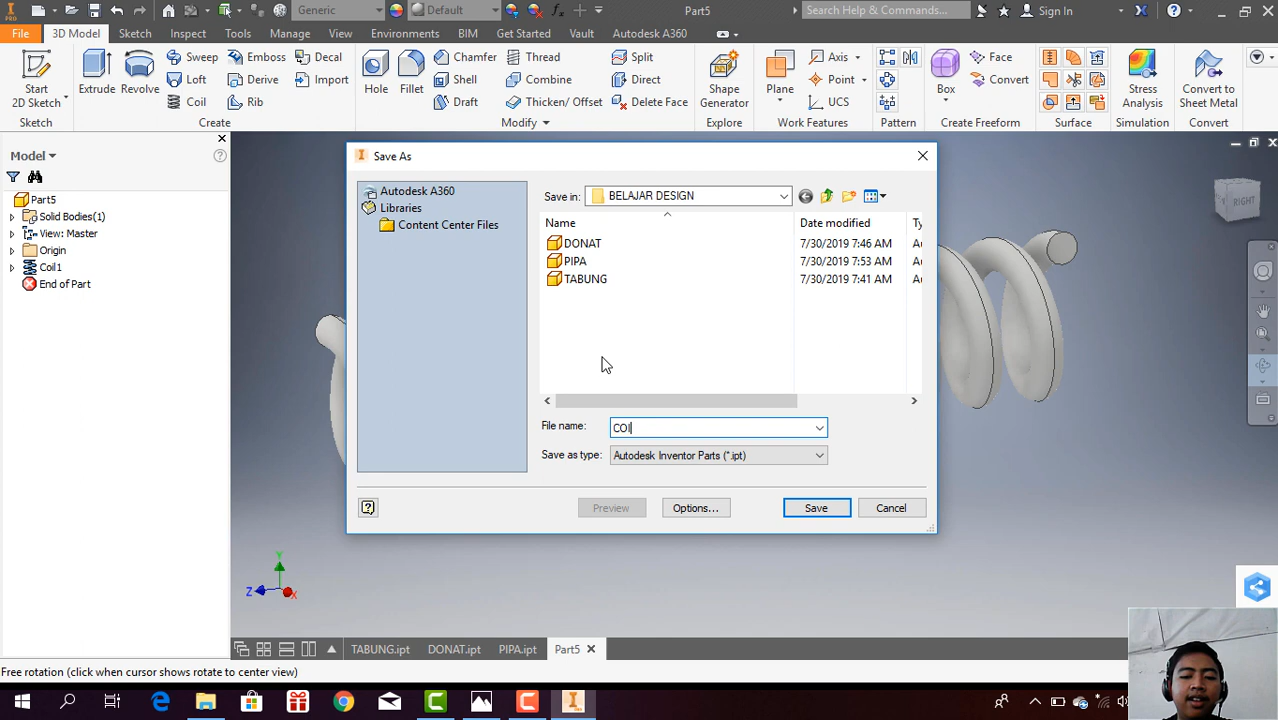 PRO
Generic
Default
Part5
Search Help & Commands...
Sign In
File
3D Model
Sketch
Inspect
Tools
Manage
View
Environments
BIM
Get Started
Vault
Autodesk A360
Start
2D Sketch
Extrude
Revolve
Sweep
Loft
Coil
Emboss
Derive
Rib
Decal
Import
Hole
Fillet
Chamfer
Shell
Draft
Thread
Combine
Thicken/ Offset
Split
Direct
Delete Face
Shape
Generator
Plane
Axis
Point
UCS
Box
Face
Convert
Stress
Analysis
Convert to
Sheet Metal
Sketch
Create
Modify
Explore
Work Features
Pattern
Create Freeform
Surface
Simulation
Convert
Model
Part5
Solid Bodies(1)
View: Master
Origin
Coil1
End of Part
Save As
Autodesk A360
Libraries
Content Center Files
Save in:
BELAJAR DESIGN
Name
Date modified
Ty
DONAT
7/30/2019 7:46 AM
Au
PIPA
7/30/2019 7:53 AM
Au
TABUNG
7/30/2019 7:41 AM
Au
File name:
COI
Save as type:
Autodesk Inventor Parts (*.ipt)
Preview
Options...
Save
Cancel
RIGHT
Y
Z
X
TABUNG.ipt
DONAT.ipt
PIPA.ipt
Part5
Free rotation (click when cursor shows rotate to center view)